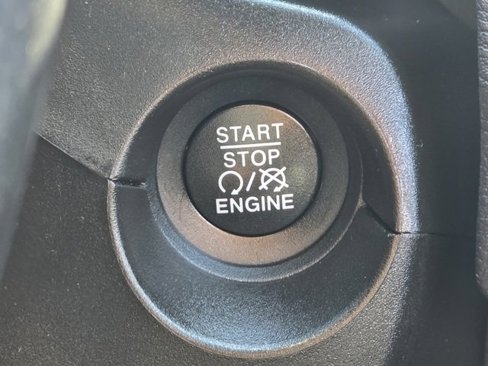 START
STOP
/
ENGINE